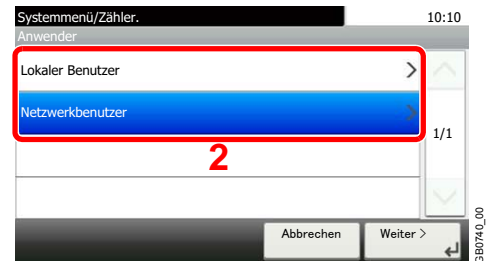 Systemmenü/Zähler.
10:10
Anwender
Lokaler Benutzer
Netzwerkbenutzer
1/1
2
Abbrechen
Weiter >
GB0740_00